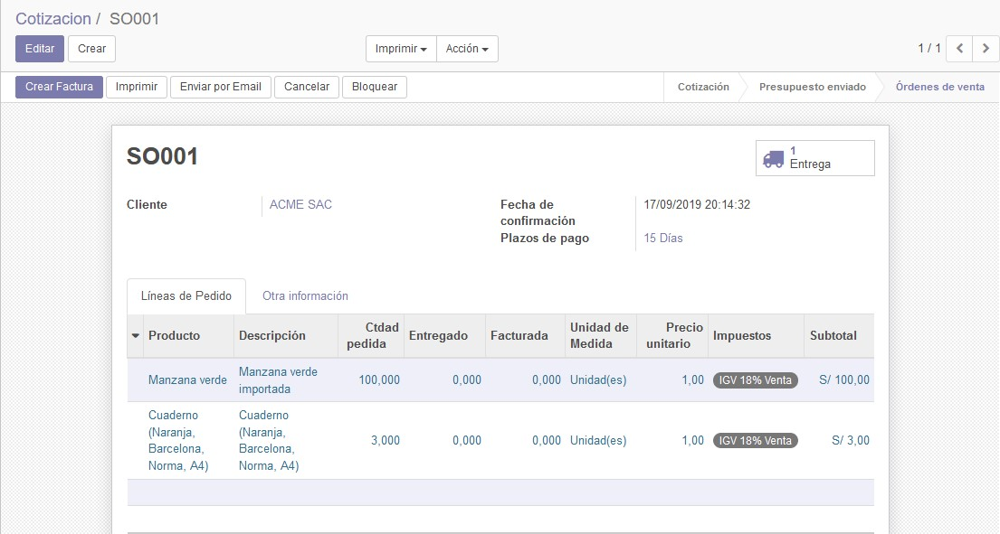 Cotizacion / SO001
Editar Crear Imprimir Acción 1 / 1
Crear Factura Imprimir Enviar por Email Cancelar Bloquear Cotización Presupuesto enviado Órdenes de venta
SO001
1
Entrega
Cliente ACME SAC
Fecha de
confirmación
17/09/2019 20:14:32
Plazos de pago 15 Días
Líneas de Pedido Otra información
Producto Descripción Ctdad
pedida Entregado Facturada Unidad de
Medida Precio
unitario Impuestos Subtotal
Manzana verde Manzana verde
importada 100,000 0,000 0,000 Unidad(es) 1,00 IGV 18% Venta S/ 100,00
Cuaderno
(Naranja,
Barcelona,
Norma, A4)
Cuaderno
(Naranja,
Barcelona,
Norma, A4)
3,000 0,000 0,000 Unidad(es) 1,00 IGV 18% Venta S/ 3,00